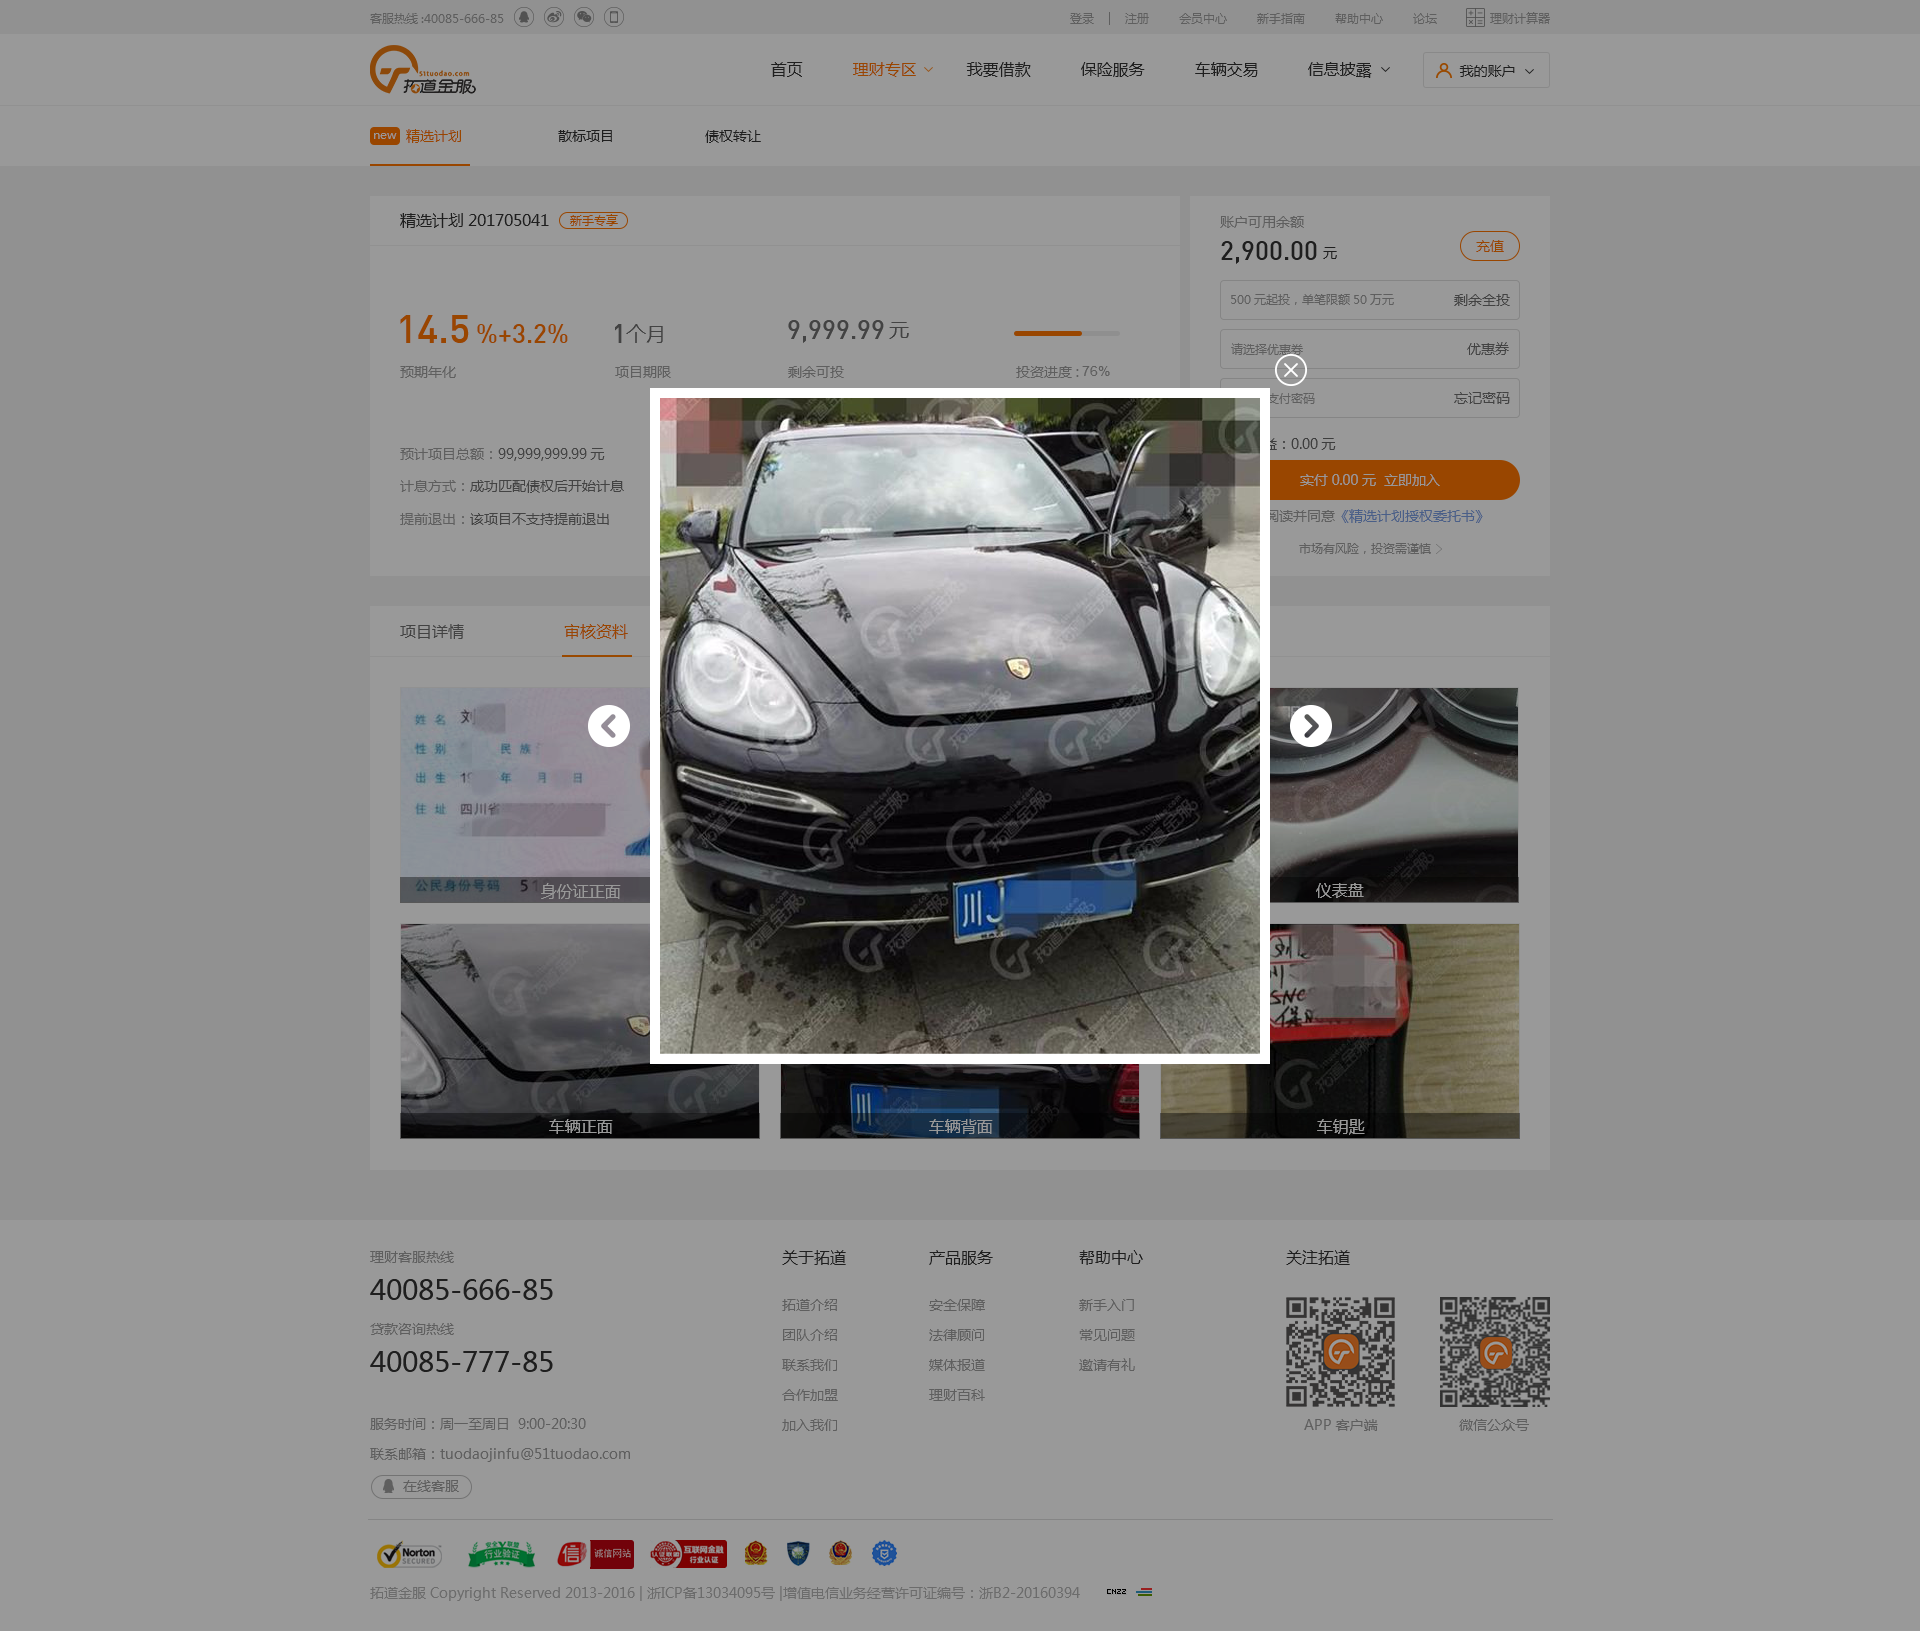 客服热线 :40085-666-85
登录 | 注册 会员中心 新手指南 帮助中心 论坛 理财计算器
51tuodao.com
拓道金服
首页 理财专区 我要借款 保险服务 车辆交易 信息披露 我的账户
new 精选计划 散标项目 债权转让
精选计划 201705041 新手专享
账户可用余额
2,900.00 元 充值
500 元起投，单笔限额 50 万元 剩余全投
请选择优惠券 优惠券
支付密码 忘记密码
益：0.00 元
实付 0.00 元 立即加入
阅读并同意《精选计划授权委托书》
市场有风险，投资需谨慎
14.5 %+3.2% 1个月 9,999.99 元
预期年化 项目期限 剩余可投 投资进度 : 76%
预计项目总额：99,999,999.99 元
计息方式：成功匹配债权后开始计息
提前退出：该项目不支持提前退出
项目详情 审核资料
姓 名 刘
性 别 民 族
出 生 19 年 月 日
住 址 四川省
公民身份号码 51
身份证正面
仪表盘
川J
川
车辆正面
车辆背面
车钥匙
理财客服热线
40085-666-85
贷款咨询热线
40085-777-85
服务时间：周一至周日 9:00-20:30
联系邮箱：tuodaojinfu@51tuodao.com
在线客服
关于拓道
拓道介绍
团队介绍
联系我们
合作加盟
加入我们
产品服务
安全保障
法律顾问
媒体报道
理财百科
帮助中心
新手入门
常见问题
邀请有礼
关注拓道
APP 客户端
微信公众号
Norton
SECURED
安全V联盟
行业验证
信 诚信网站
互联网金融
行业认证
拓道金服 Copyright Reserved 2013-2016 | 浙ICP备13034095号 |增值电信业务经营许可证编号：浙B2-20160394
CNZZ